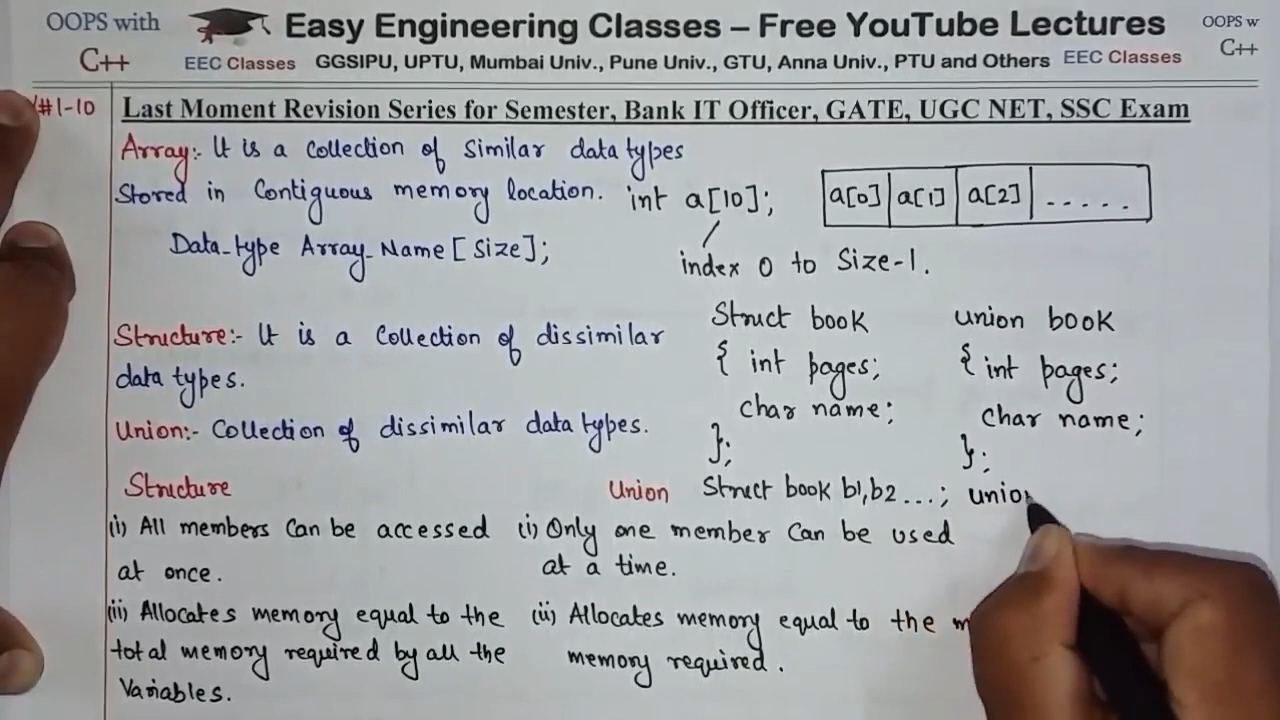 OOPS with
C++
Easy Engineering Classes – Free YouTube Lectures
EEC Classes GGSIPU, UPTU, Mumbai Univ., Pune Univ., GTU, Anna Univ., PTU and Others EEC Classes
OOPS w
C++
#1-10
Last Moment Revision Series for Semester, Bank IT Officer, GATE, UGC NET, SSC Exam
Array:- It is a collection of similar data types
Stored in Contiguous memory location.
int a[10];
a[0] a[1] a[2] .....
Data-type Array-Name [Size];
index 0 to Size-1.
Structure:- It is a Collection of dissimilar
data types.
Union:- Collection of dissimilar data types.
Struct book
{ int pages;
char name;
};
Struct book b1,b2...;
union book
{ int pages;
char name;
};
union
Structure
(i) All members Can be accessed
at once.
(ii) Allocates memory equal to the
total memory required by all the
Variables.
Union
(i) Only one member Can be used
at a time.
(ii) Allocates memory equal to the m
memory required.